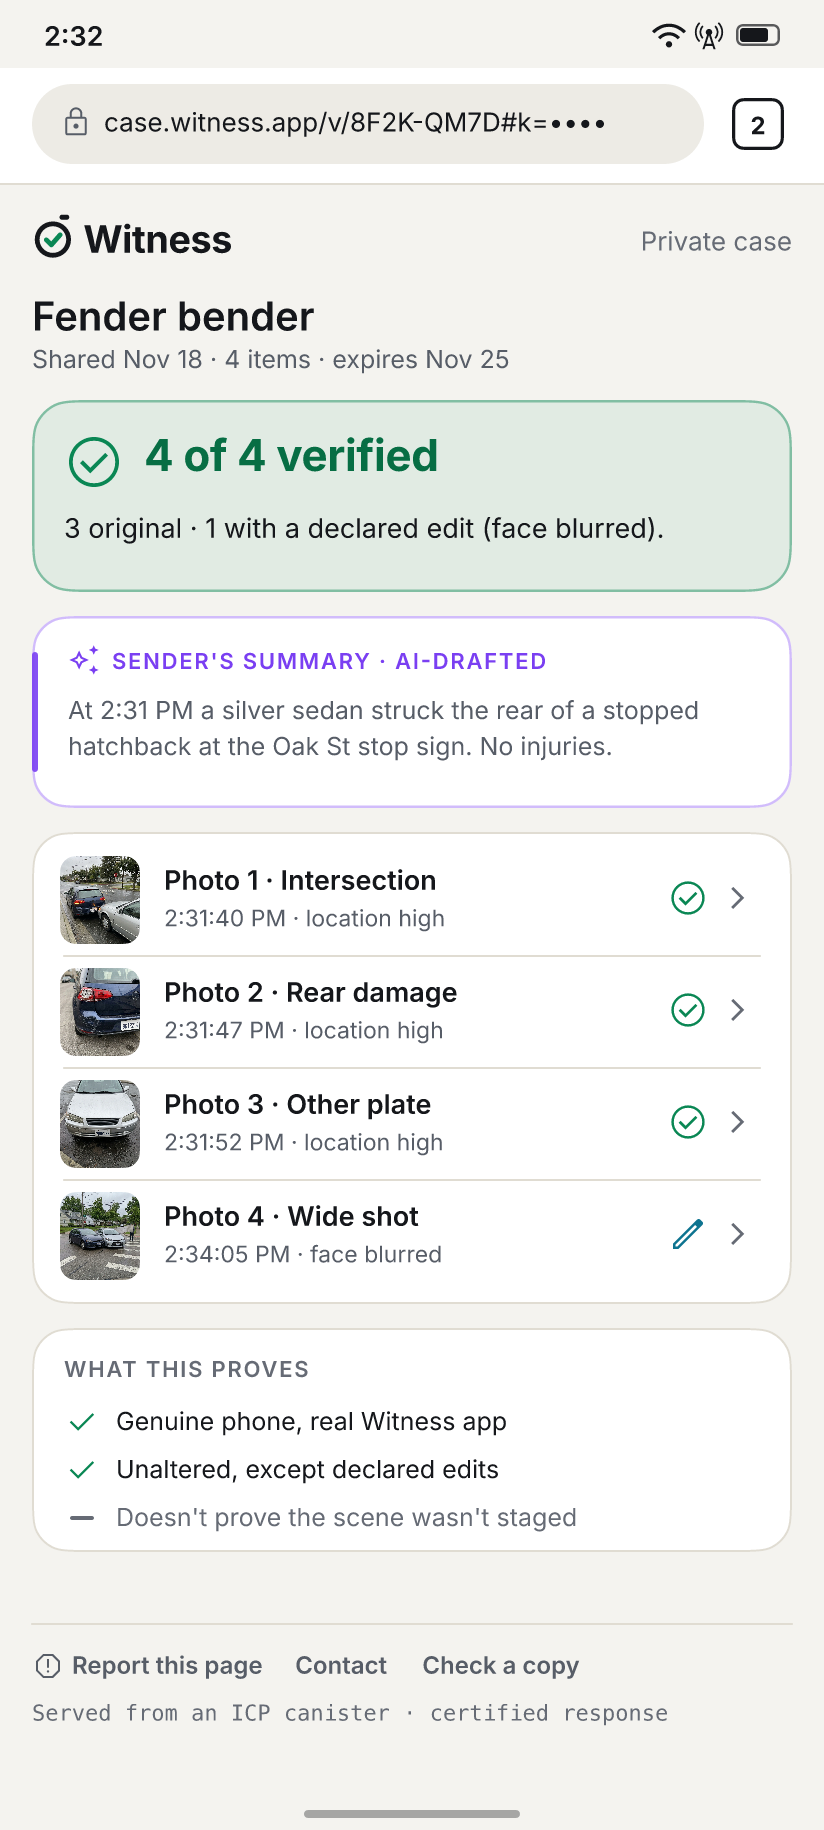 2:32
case.witness.app/v/8F2K-QM7D#k=••••
2
Witness
Private case
Fender bender
Shared Nov 18 · 4 items · expires Nov 25
4 of 4 verified
3 original · 1 with a declared edit (face blurred).
SENDER'S SUMMARY · AI-DRAFTED
At 2:31 PM a silver sedan struck the rear of a stopped
hatchback at the Oak St stop sign. No injuries.
Photo 1 · Intersection
2:31:40 PM · location high
Photo 2 · Rear damage
2:31:47 PM · location high
Photo 3 · Other plate
2:31:52 PM · location high
Photo 4 · Wide shot
2:34:05 PM · face blurred
WHAT THIS PROVES
Genuine phone, real Witness app
Unaltered, except declared edits
Doesn't prove the scene wasn't staged
Report this page
Contact
Check a copy
Served from an ICP canister · certified response